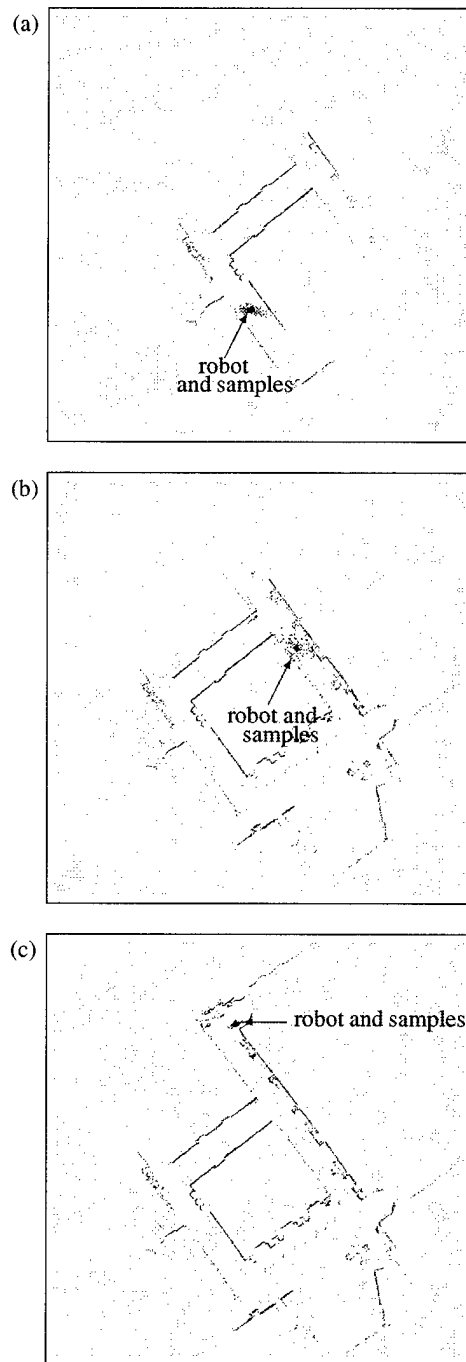 (a)
robot
and samples
(b)
robot and
samples
(c)
robot and samples